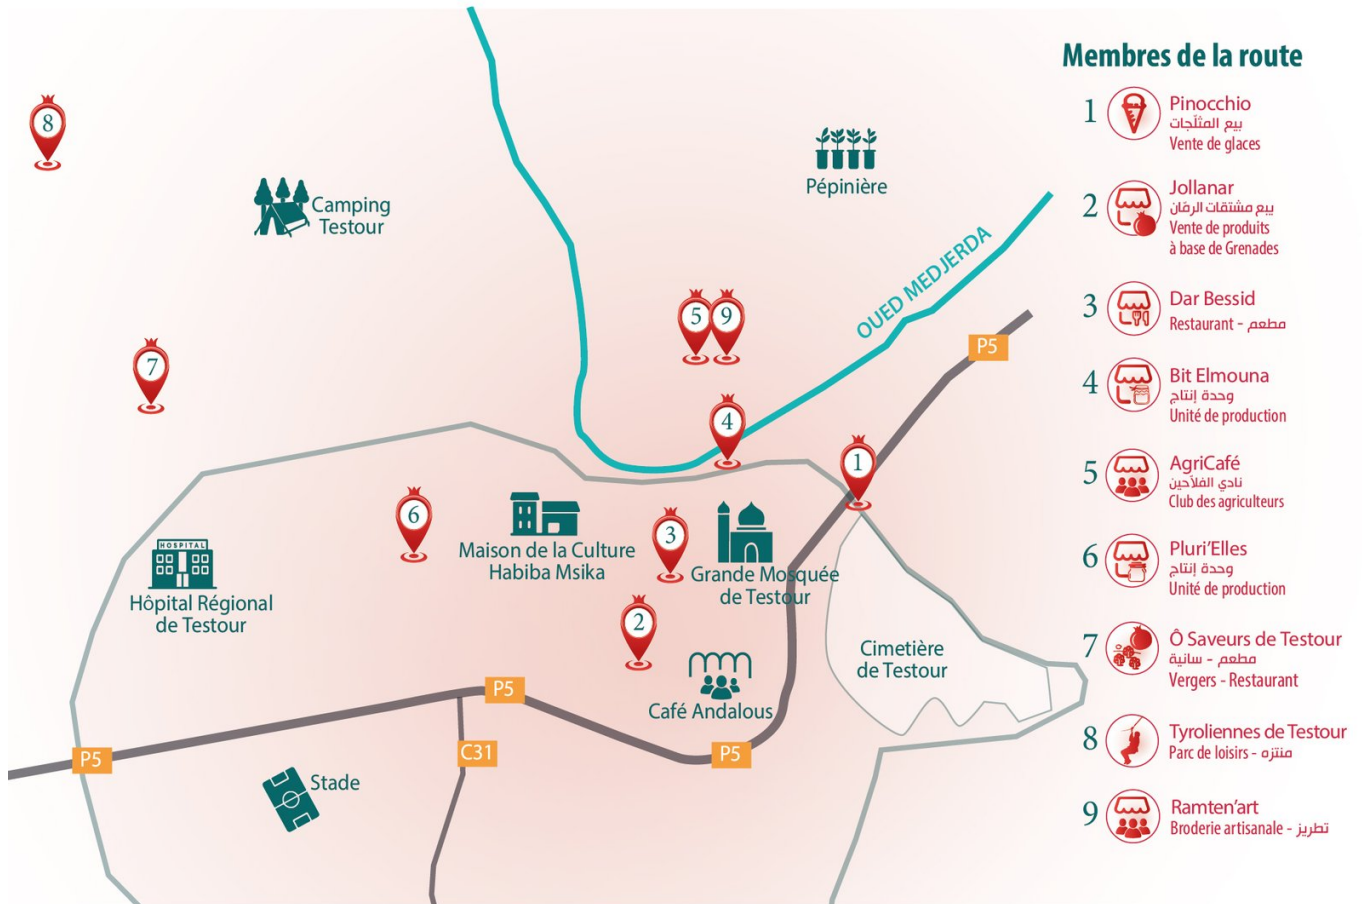 8
Camping
Testour
Pépinière
OUED MEDJERDA
5
9
P5
7
4
1
6
3
HOSPITAL
Hôpital Régional
de Testour
Maison de la Culture
Habiba Msika
Grande Mosquée
de Testour
2
Cimetière
de Testour
Café Andalous
P5
P5
C31
P5
Stade
Membres de la route
1
Pinocchio
بيع المثلّجات
Vente de glaces
2
Jollanar
بيع مشتقات الرمّان
Vente de produits
à base de Grenades
3
Dar Bessid
Restaurant - مطعم
4
Bit Elmouna
وحدة إنتاج
Unité de production
5
AgriCafé
نادي الفلاّحين
Club des agriculteurs
6
Pluri'Elles
وحدة إنتاج
Unité de production
7
Ô Saveurs de Testour
مطعم - سانية
Vergers - Restaurant
8
Tyroliennes de Testour
Parc de loisirs - منتزه
9
Ramten'art
Broderie artisanale - تطريز